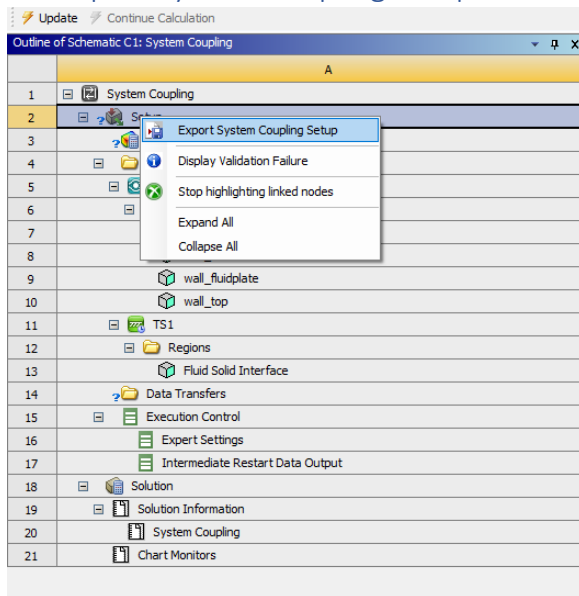 Update Continue Calculation
Outline of Schematic C1: System Coupling
A
1 System Coupling
2
Export System Coupling Setup
3
4 Display Validation Failure
5 Stop highlighting linked nodes
6
Expand All
7
Collapse All
8
9 wall_fluidplate
10 wall_top
11 TS1
12 Regions
13 Fluid Solid Interface
14 ? Data Transfers
15 Execution Control
16 Expert Settings
17 Intermediate Restart Data Output
18 Solution
19 Solution Information
20 System Coupling
21 Chart Monitors